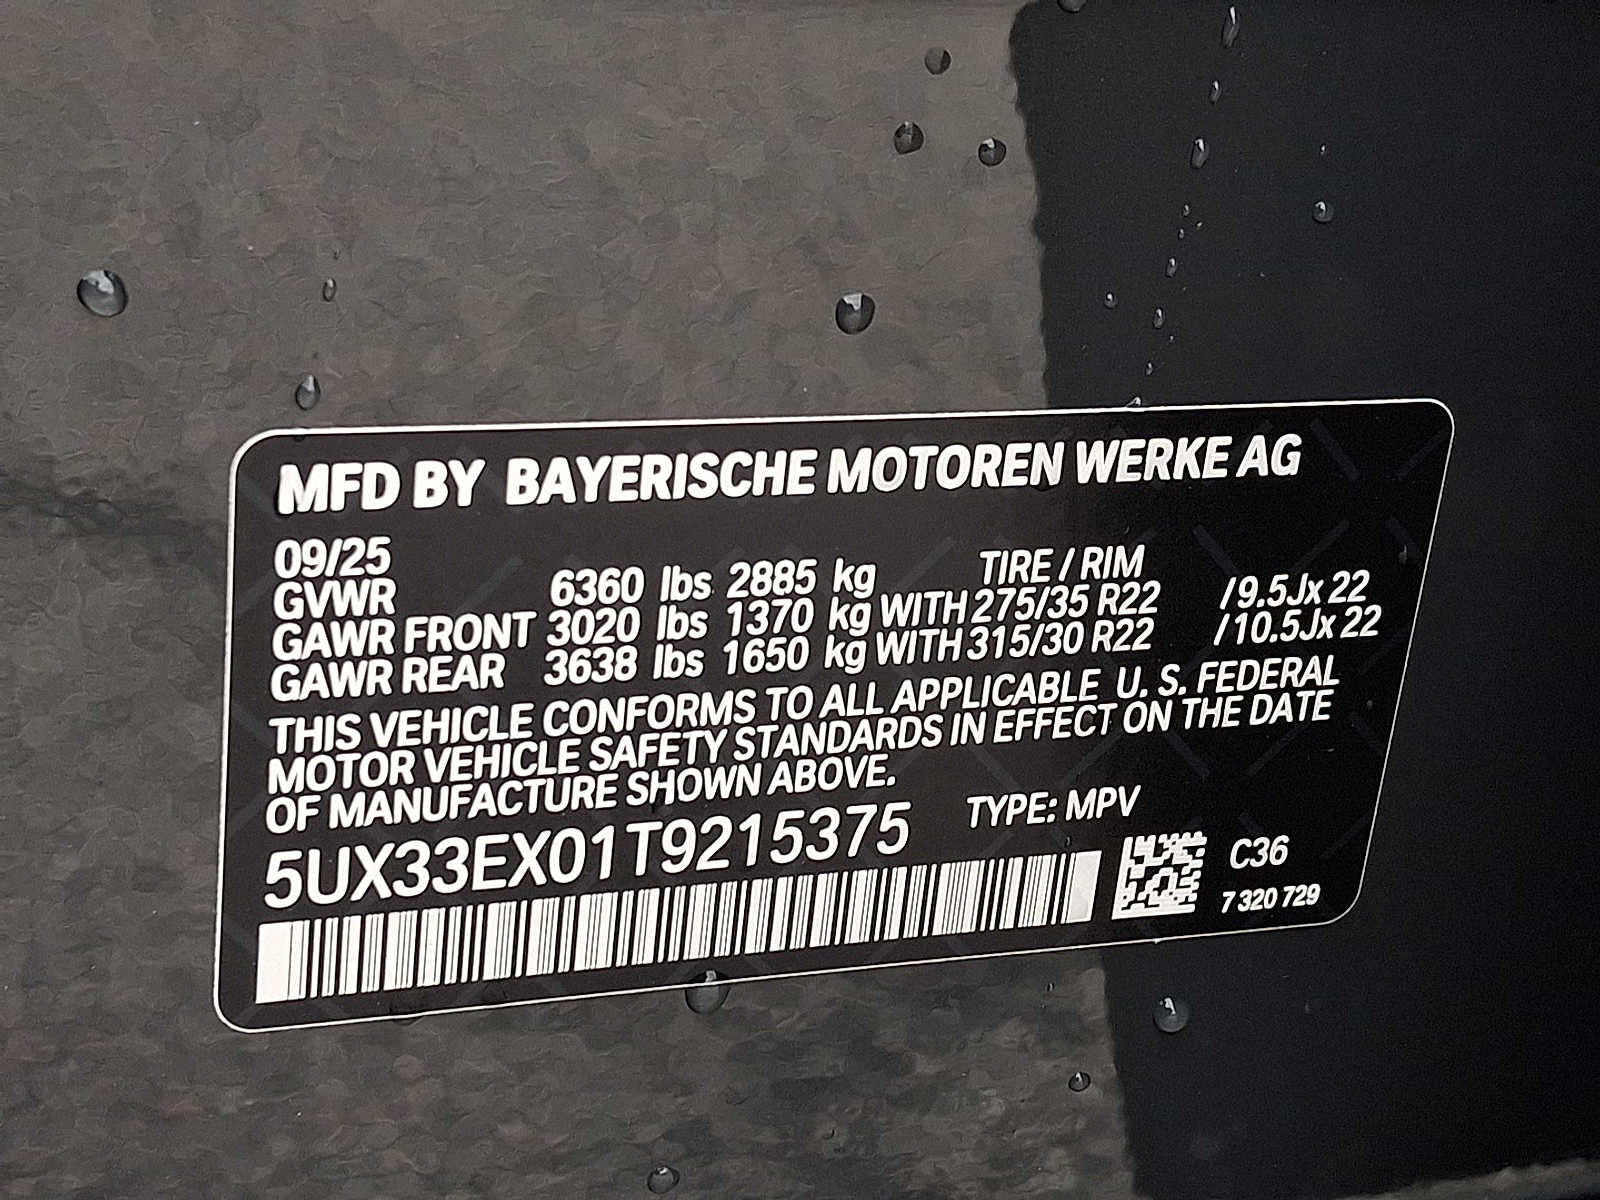 MFD BY BAYERISCHE MOTOREN WERKE AG
09/25
TIRE / RIM
GVWR 6360 lbs 2885 kg
GAWR FRONT 3020 lbs 1370 kg WITH 275/35 R22 /9.5Jx 22
GAWR REAR 3638 lbs 1650 kg WITH 315/30 R22 /10.5Jx 22
THIS VEHICLE CONFORMS TO ALL APPLICABLE U. S. FEDERAL
MOTOR VEHICLE SAFETY STANDARDS IN EFFECT ON THE DATE
OF MANUFACTURE SHOWN ABOVE.
5UX33EX01T9215375 TYPE: MPV
C36
7 320 729